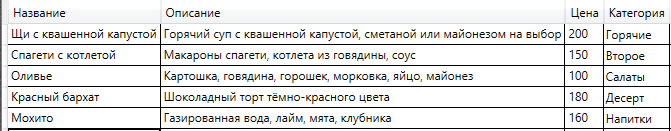 Название Описание Цена Категория
Щи с квашенной капустой Горячий суп с квашенной капустой, сметаной или майонезом на выбор 200 Горячие
Спагети с котлетой Макароны спагети, котлета из говядины, соус 150 Второе
Оливье Картошка, говядина, горошек, морковка, яйцо, майонез 100 Салаты
Красный бархат Шоколадный торт тёмно-красного цвета 180 Десерт
Мохито Газированная вода, лайм, мята, клубника 160 Напитки